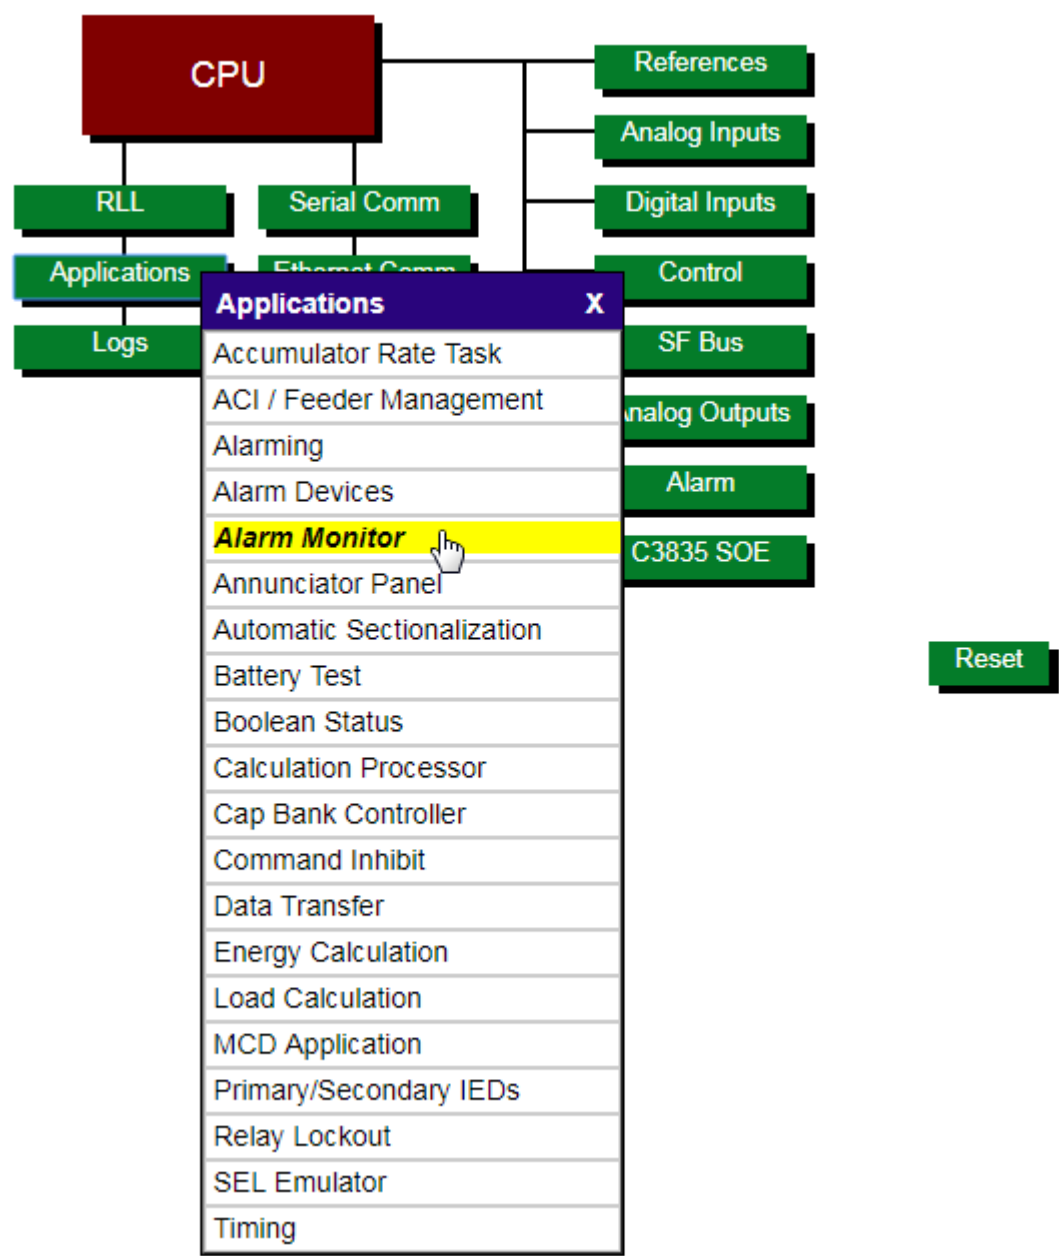 CPU
References
Analog Inputs
RLL
Serial Comm
Digital Inputs
Applications
Ethernet Comm
Control
Applications X
Logs
SF Bus
Accumulator Rate Task
ACI / Feeder Management
Analog Outputs
Alarming
Alarm Devices
Alarm
Alarm Monitor
C3835 SOE
Annunciator Panel
Automatic Sectionalization
Reset
Battery Test
Boolean Status
Calculation Processor
Cap Bank Controller
Command Inhibit
Data Transfer
Energy Calculation
Load Calculation
MCD Application
Primary/Secondary IEDs
Relay Lockout
SEL Emulator
Timing